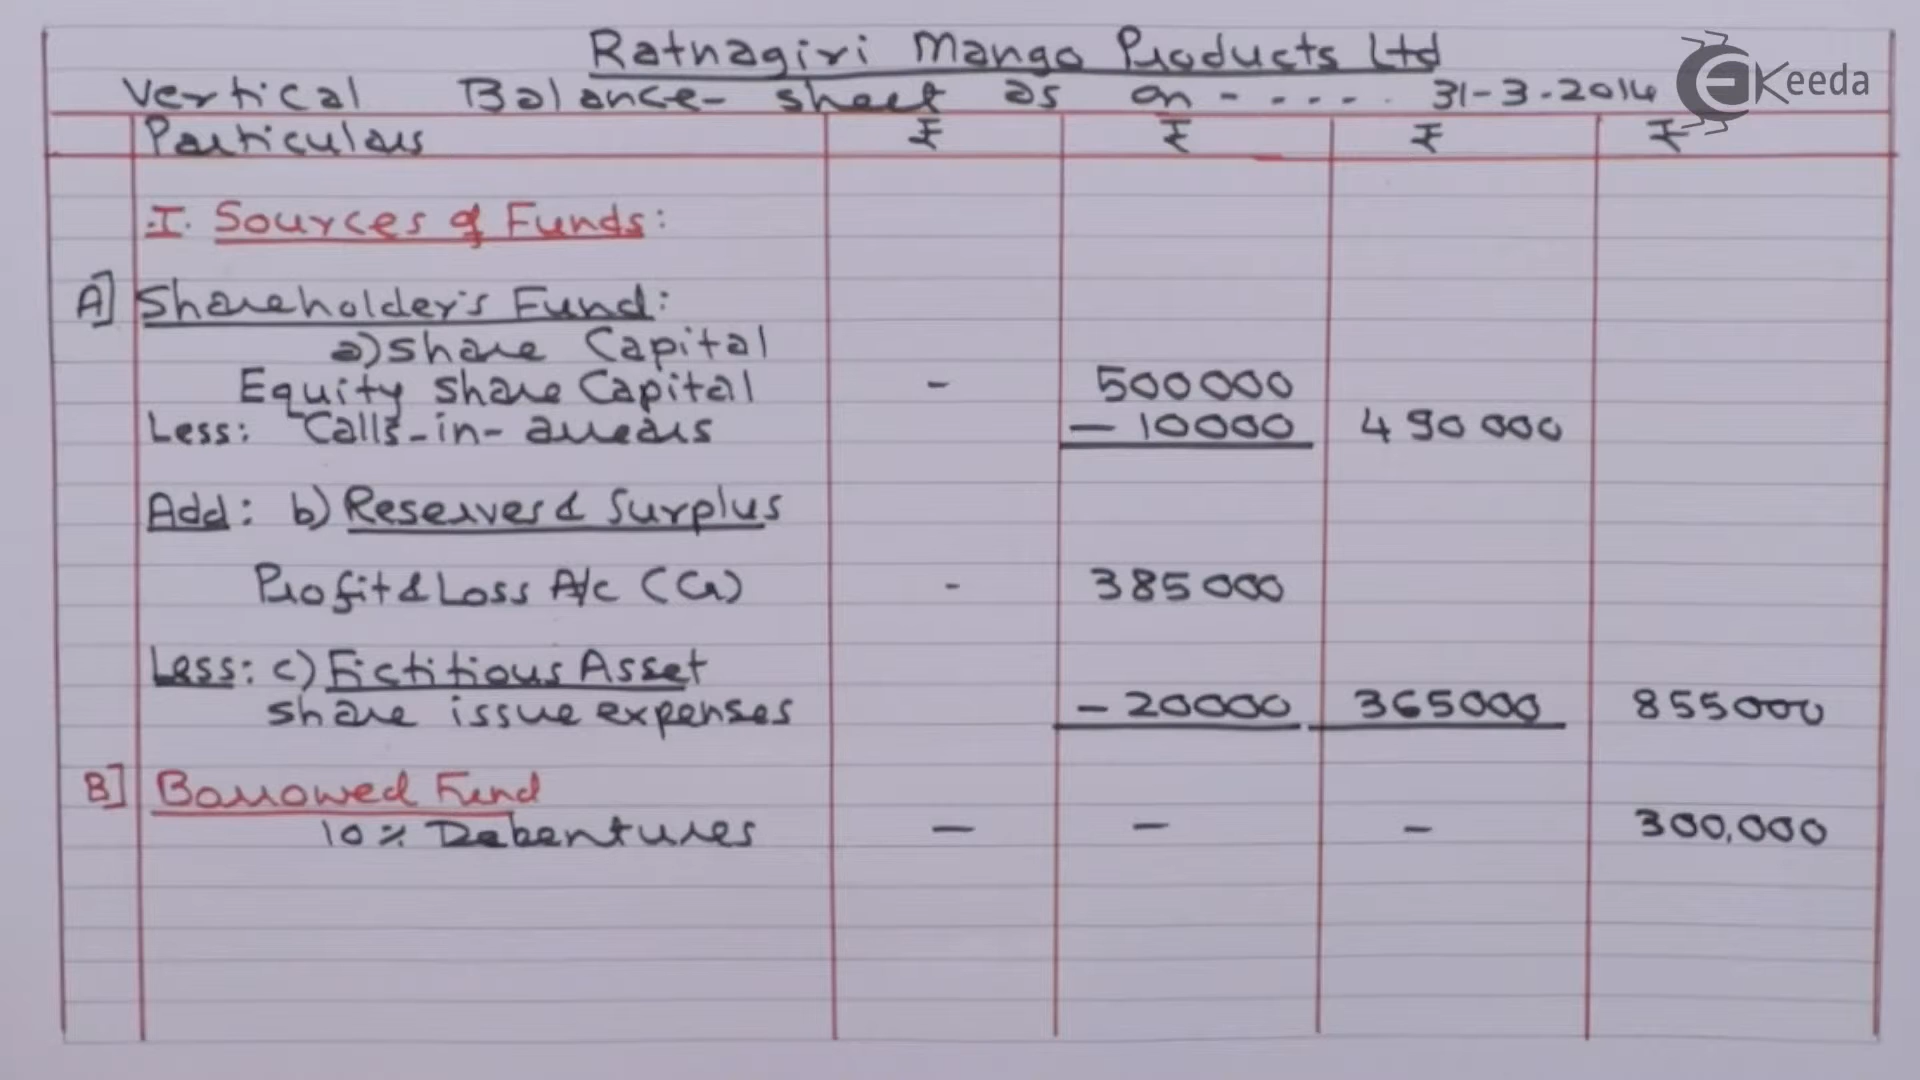 Ratnagiri Mango Products Ltd
Vertical Balance-sheet as on - - - - . 31-3-2014
EKeeda
Particulars ₹ ₹ ₹ ₹
I. Sources of Funds:
A] Shareholder's Fund:
a) Share Capital
Equity Share Capital - 500000
Less: Calls-in-arrears - 10000 490000
Add: b) Reserves & Surplus
Profit & Loss A/c (Cr) - 385000
Less: c) Fictitious Asset
Share issue expenses - 20000 365000 855000
B] Borrowed Fund
10% Debentures - - - 300,000